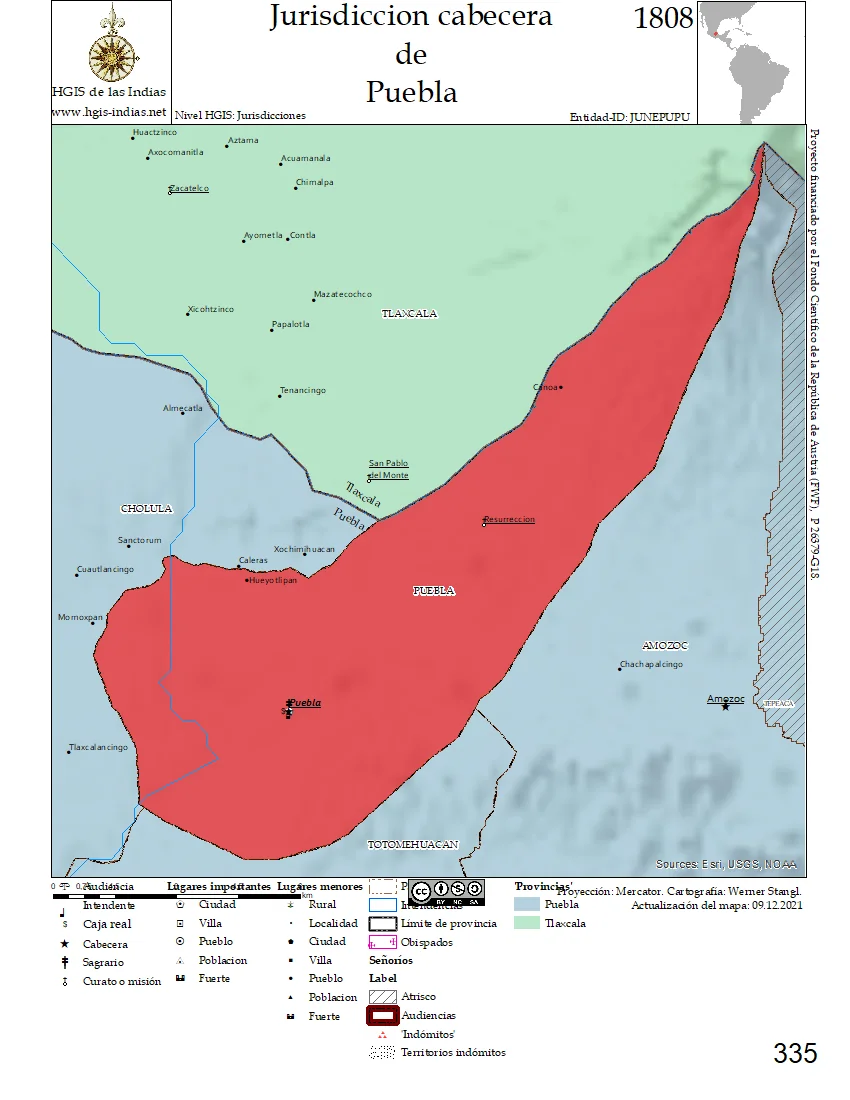 Jurisdiccion cabecera
de
Puebla
1808
HGIS de las Indias
www.hgis-indias.net
Nivel HGIS: Jurisdicciones
Entidad-ID: JUNEPUPU
Proyecto financiado por el Fondo Científico de la República de Austria (FWF), P 26379-G18.
Huactzinco
Aztama
Axocomanitla
Acuamanala
Zacatelco
Chimalpa
Ayometla
Contla
Mazatecochco
Xicohtzinco
TLAXCALA
Papalotla
Canoa
Tenancingo
Almecatla
San Pablo
del Monte
Tlaxcala
Puebla
CHOLULA
Resurreccion
Sanctorum
Xochimihuacan
Caleras
Cuautlancingo
Hueyotlipan
PUEBLA
Momoxpan
AMOZOC
Chachapalcingo
Puebla
Amozoc
TEPEACA
Tlaxcalancingo
TOTOMEHUACAN
Sources: Esri, USGS, NOAA
km
Audiencia
Intendente
Caja real
Cabecera
Sagrario
Curato o misión
Lugares importantes
Ciudad
Villa
Pueblo
Poblacion
Fuerte
Lugares menores
Rural
Localidad
Ciudad
Villa
Pueblo
Poblacion
Fuerte
CC BY NC SA
Límite de provincia
Obispados
Señoríos
Label
Atrisco
Audiencias
'Indómitos'
Territorios indómitos
'Provincias'
Puebla
Tlaxcala
Proyección: Mercator. Cartografía: Werner Stangl.
Actualización del mapa: 09.12.2021
335